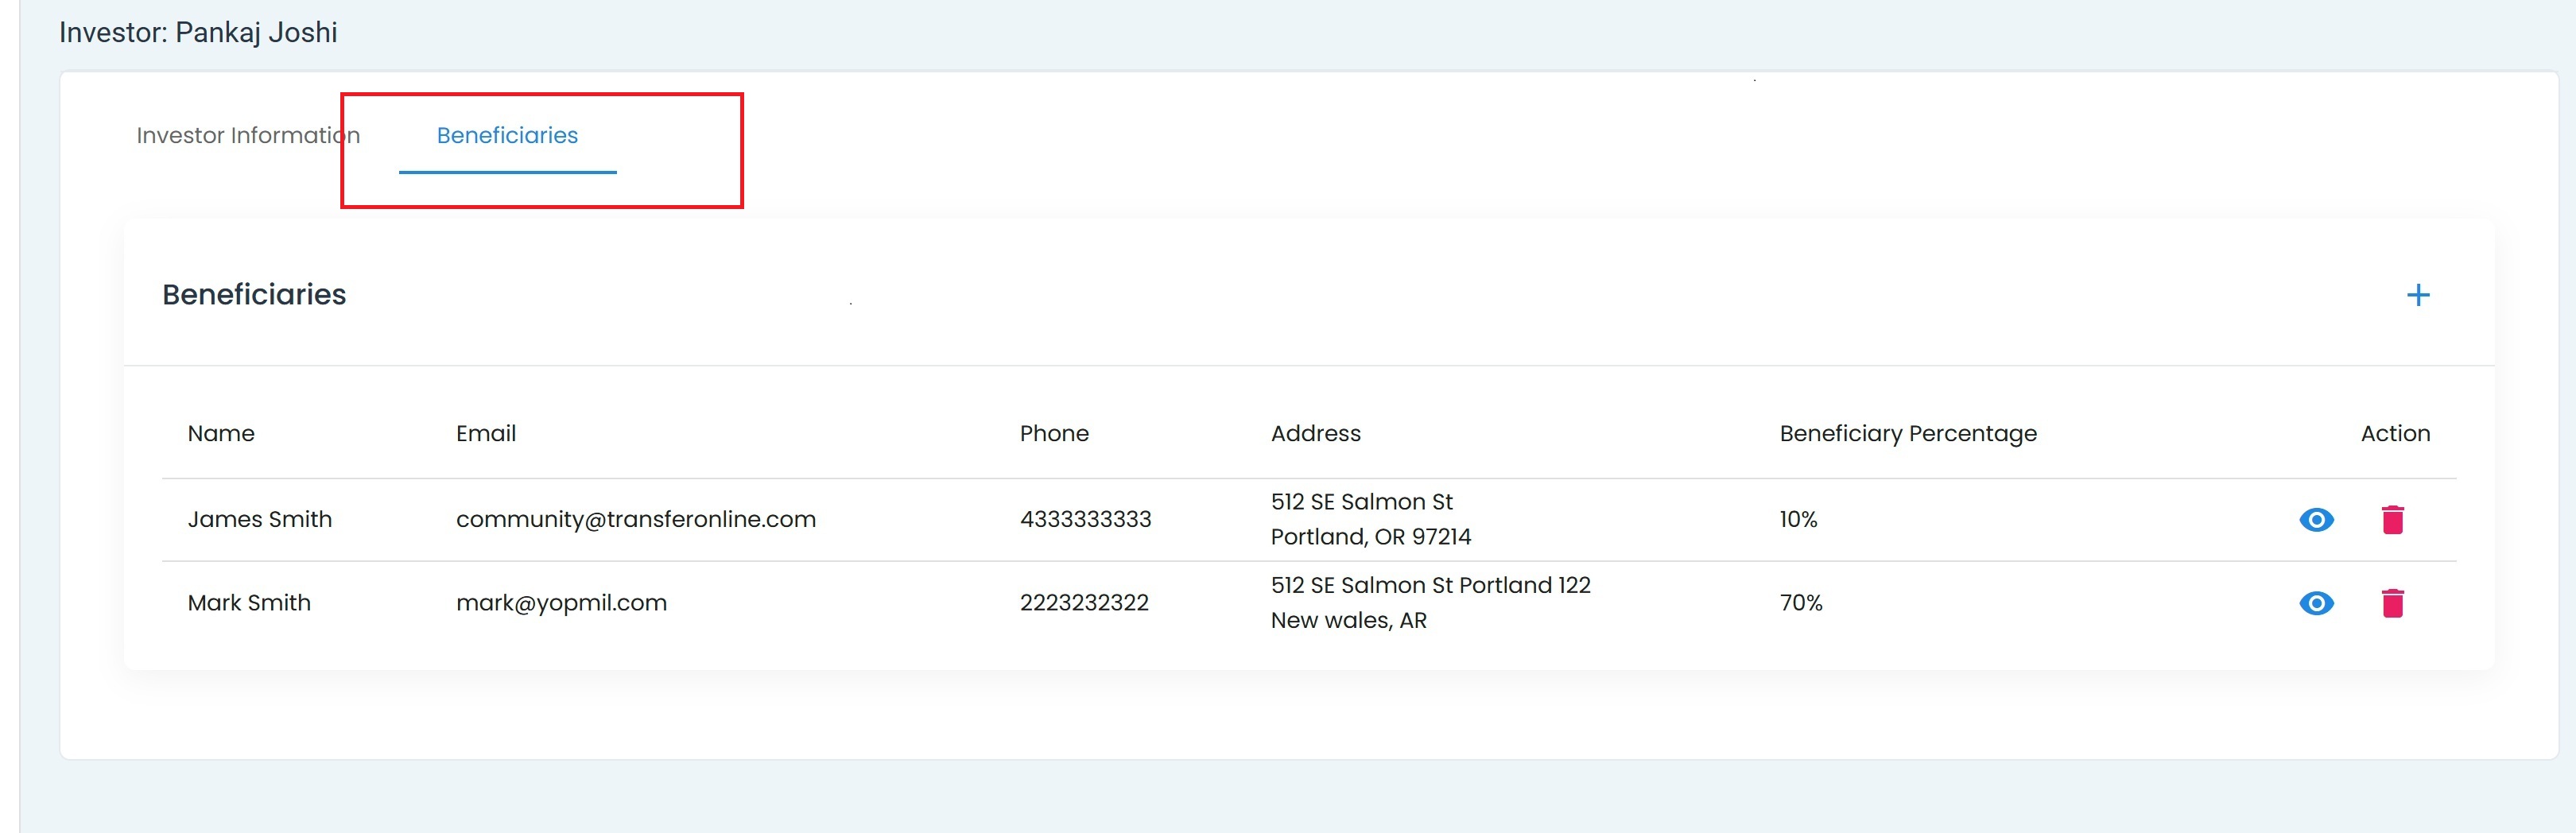 Investor: Pankaj Joshi
Investor Information
Beneficiaries
Beneficiaries
Name Email Phone Address Beneficiary Percentage Action
James Smith community@transferonline.com 4333333333 512 SE Salmon St 10%
Portland, OR 97214
Mark Smith mark@yopmil.com 2223232322 512 SE Salmon St Portland 122 70%
New wales, AR